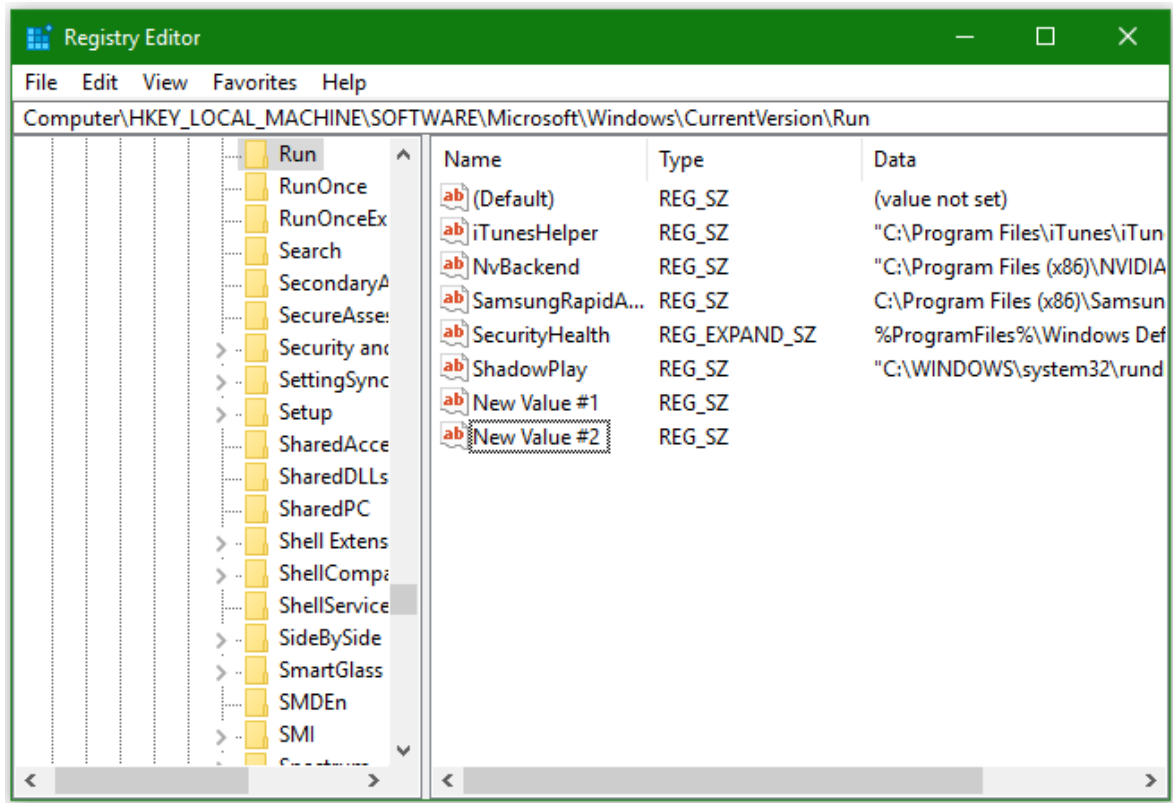 Registry Editor
File Edit View Favorites Help
Computer\HKEY_LOCAL_MACHINE\SOFTWARE\Microsoft\Windows\CurrentVersion\Run
Run
RunOnce
RunOnceEx
Search
SecondaryA
SecureAsses
Security and
SettingSync
Setup
SharedAcce
SharedDLLs
SharedPC
Shell Extens
ShellCompa
ShellService
SideBySide
SmartGlass
SMDEn
SMI
Name Type Data
(Default) REG_SZ (value not set)
iTunesHelper REG_SZ "C:\Program Files\iTunes\iTun
NvBackend REG_SZ "C:\Program Files (x86)\NVIDIA
SamsungRapidA... REG_SZ C:\Program Files (x86)\Samsun
SecurityHealth REG_EXPAND_SZ %ProgramFiles%\Windows Def
ShadowPlay REG_SZ "C:\WINDOWS\system32\rund
New Value #1 REG_SZ
New Value #2 REG_SZ